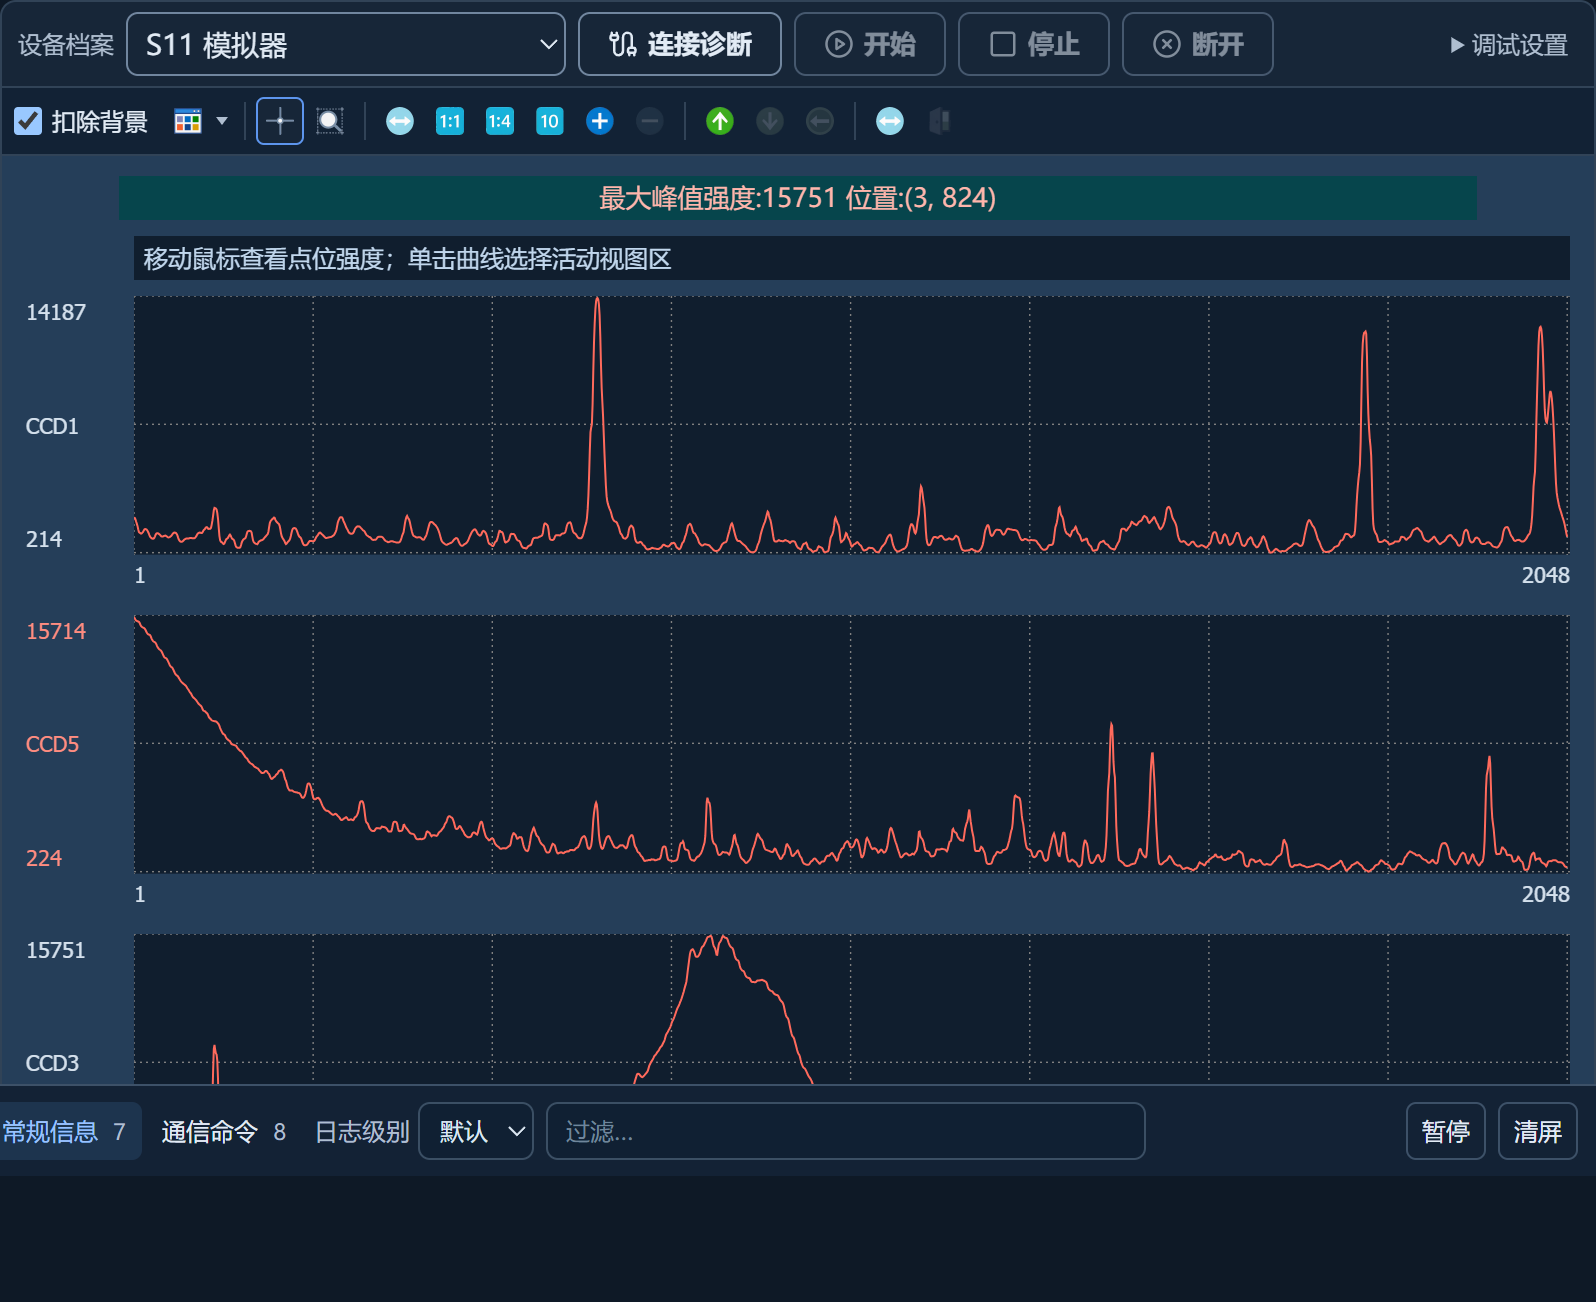 设备档案 S11 模拟器 连接诊断 开始 停止 断开 调试设置
扣除背景 1:1 1:4 10
最大峰值强度:15751 位置:(3, 824)
移动鼠标查看点位强度；单击曲线选择活动视图区
14187
CCD1
214
1 2048
15714
CCD5
224
1 2048
15751
CCD3
常规信息 7 通信命令 8 日志级别 默认 过滤... 暂停 清屏